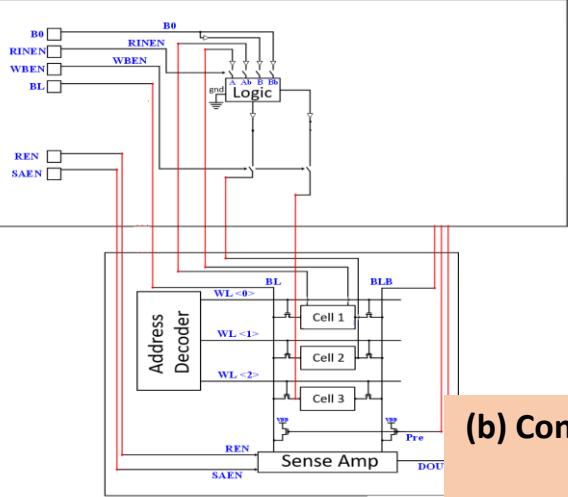 B0
B0
RINEN
RINEN
WBEN
WBEN
BL
A Ab B Bb
gnd
Logic
REN
SAEN
BL
BLB
WL <0>
Cell 1
Address
Decoder
WL <1>
Cell 2
WL <2>
Cell 3
Pre
(b) Con
REN
Sense Amp
DOU
SAEN